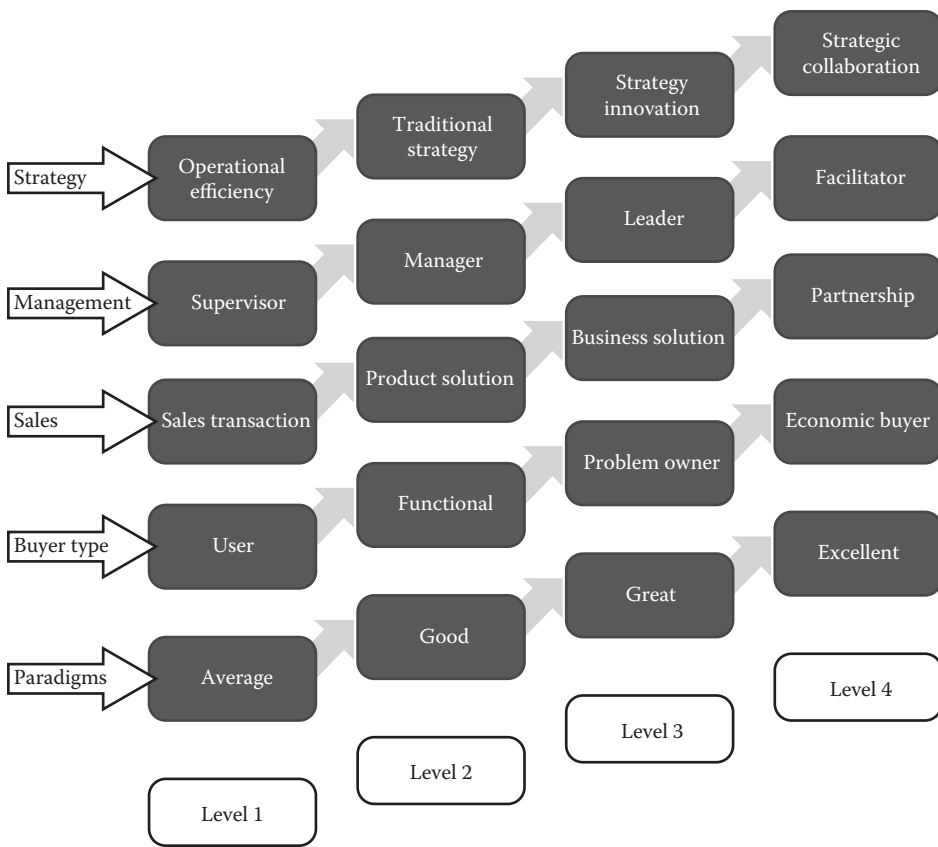 Strategy
Operational
efficiency
Traditional
strategy
Strategy
innovation
Strategic
collaboration
Management
Supervisor
Manager
Leader
Facilitator
Sales
Sales transaction
Product solution
Business solution
Partnership
Buyer type
User
Functional
Problem owner
Economic buyer
Paradigms
Average
Good
Great
Excellent
Level 1
Level 2
Level 3
Level 4